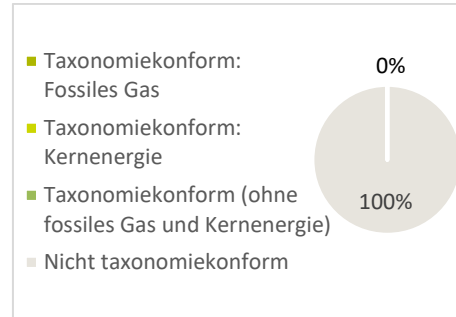 Taxonomiekonform:
Fossiles Gas
Taxonomiekonform:
Kernenergie
Taxonomiekonform (ohne
fossiles Gas und Kernenergie)
Nicht taxonomiekonform
0%
100%